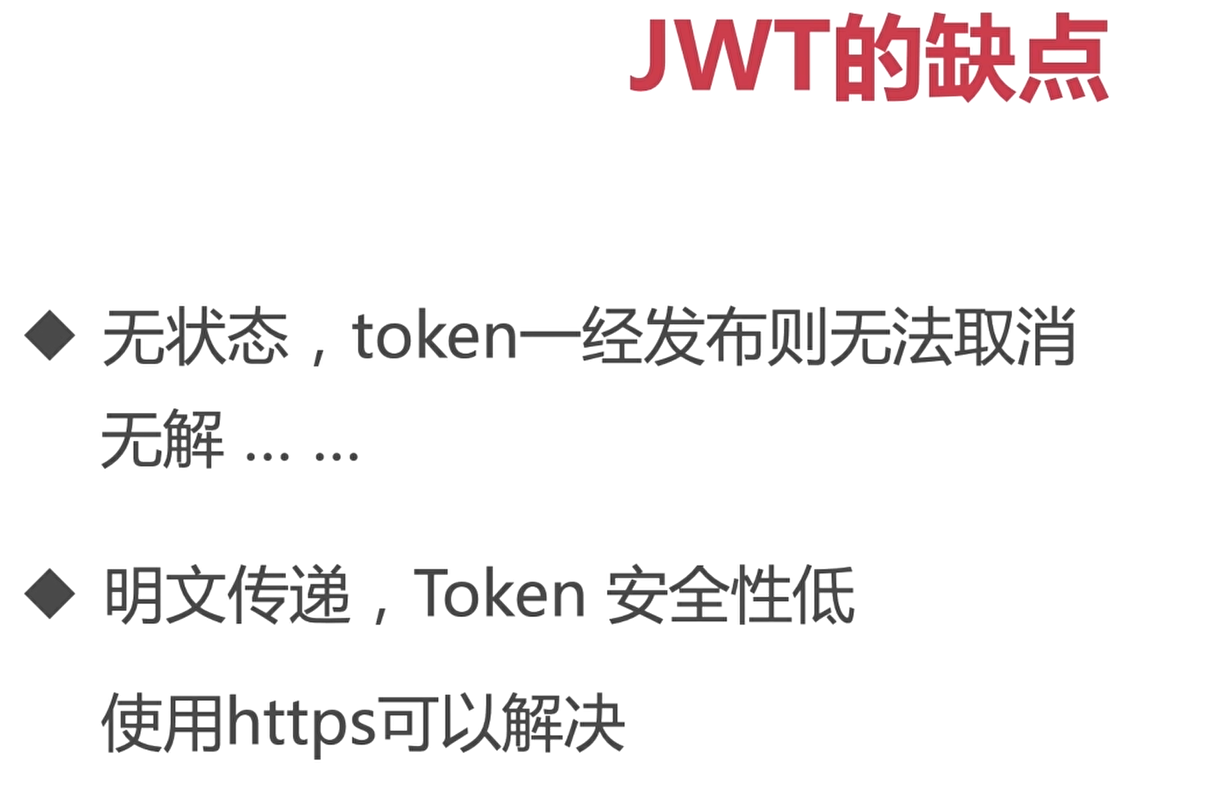 JWT的缺点
◆ 无状态，token一经发布则无法取消
无解 ... ...
◆ 明文传递，Token 安全性低
使用https可以解决